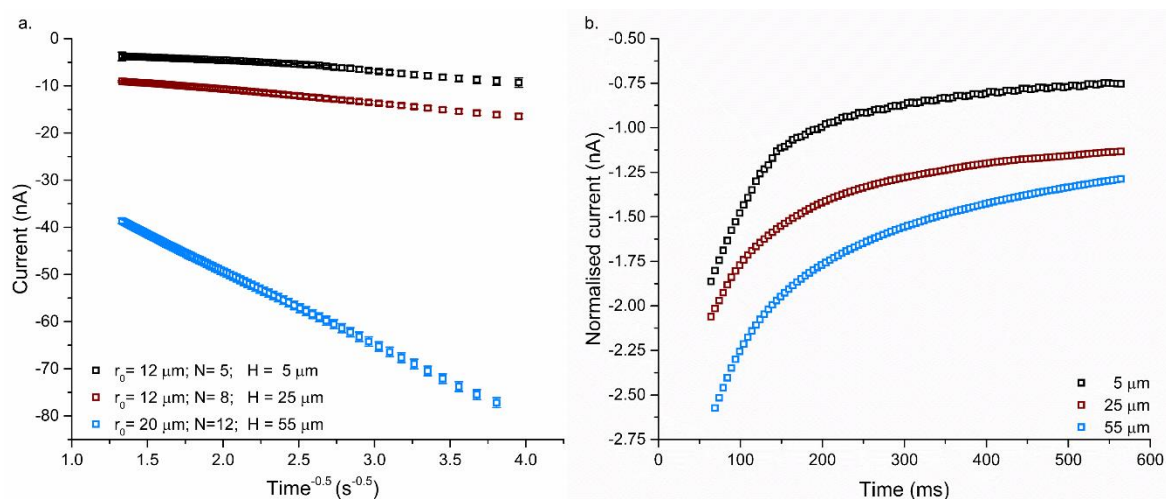 a.
0
-10
-20
-30
-40
-50
-60
-70
-80
Current (nA)
1.0 1.5 2.0 2.5 3.0 3.5 4.0
Time-0.5 (s-0.5)
r0= 12 μm; N= 5; H = 5 μm
r0= 12 μm; N= 8; H = 25 μm
r0= 20 μm; N=12; H = 55 μm
b.
-0.50
-0.75
-1.00
-1.25
-1.50
-1.75
-2.00
-2.25
-2.50
-2.75
Normalised current (nA)
0 100 200 300 400 500 600
Time (ms)
5 μm
25 μm
55 μm